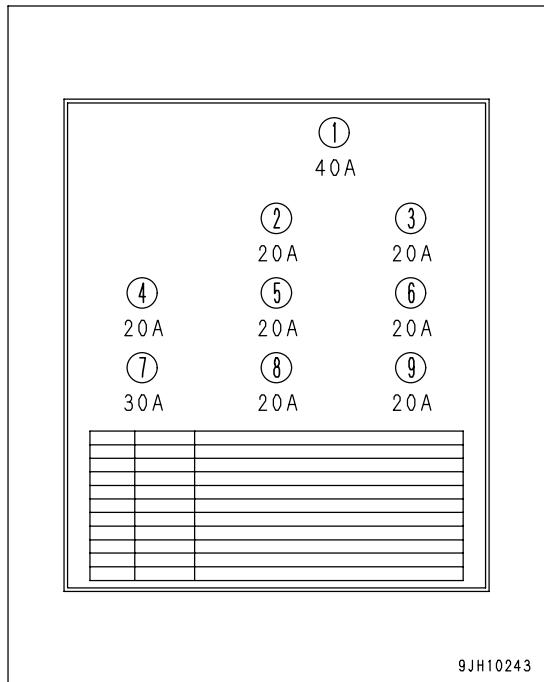 ①
40A
② ③
20A 20A
④ ⑤ ⑥
20A 20A 20A
⑦ ⑧ ⑨
30A 20A 20A
9JH10243